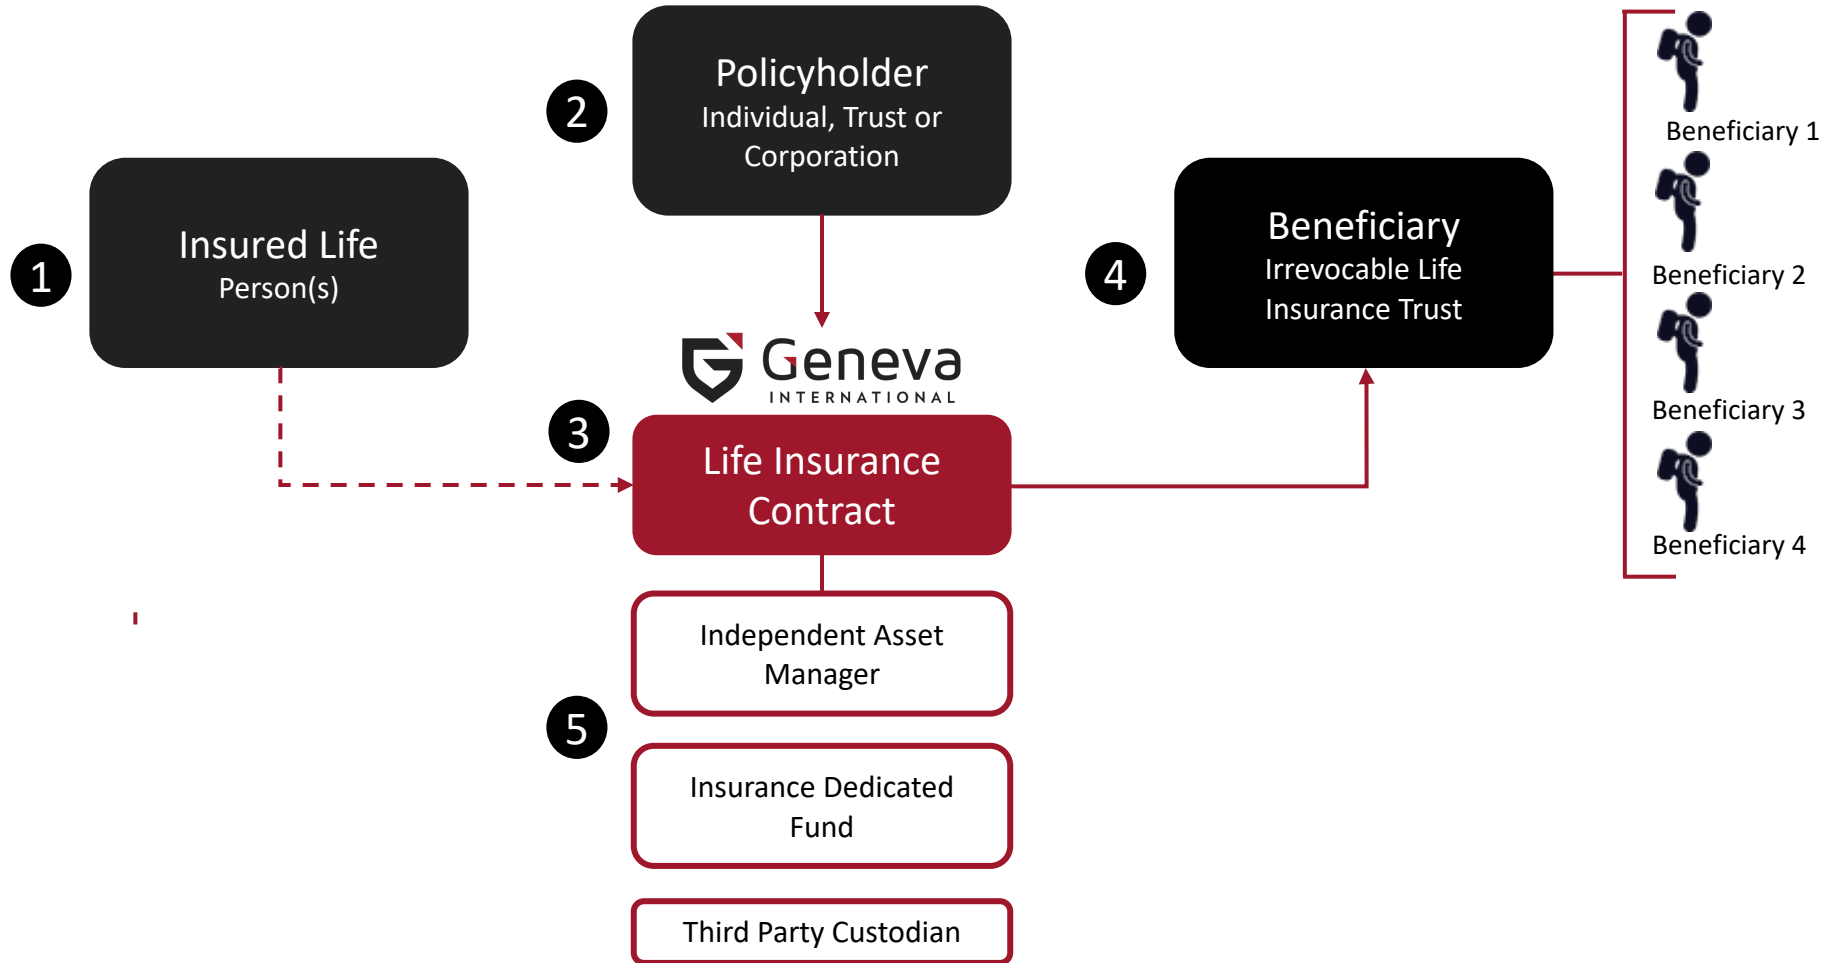 1
Insured Life
Person(s)
2
Policyholder
Individual, Trust or
Corporation
Geneva
INTERNATIONAL
3
Life Insurance
Contract
4
Beneficiary
Irrevocable Life
Insurance Trust
Beneficiary 1
Beneficiary 2
Beneficiary 3
Beneficiary 4
5
Independent Asset
Manager
Insurance Dedicated
Fund
Third Party Custodian